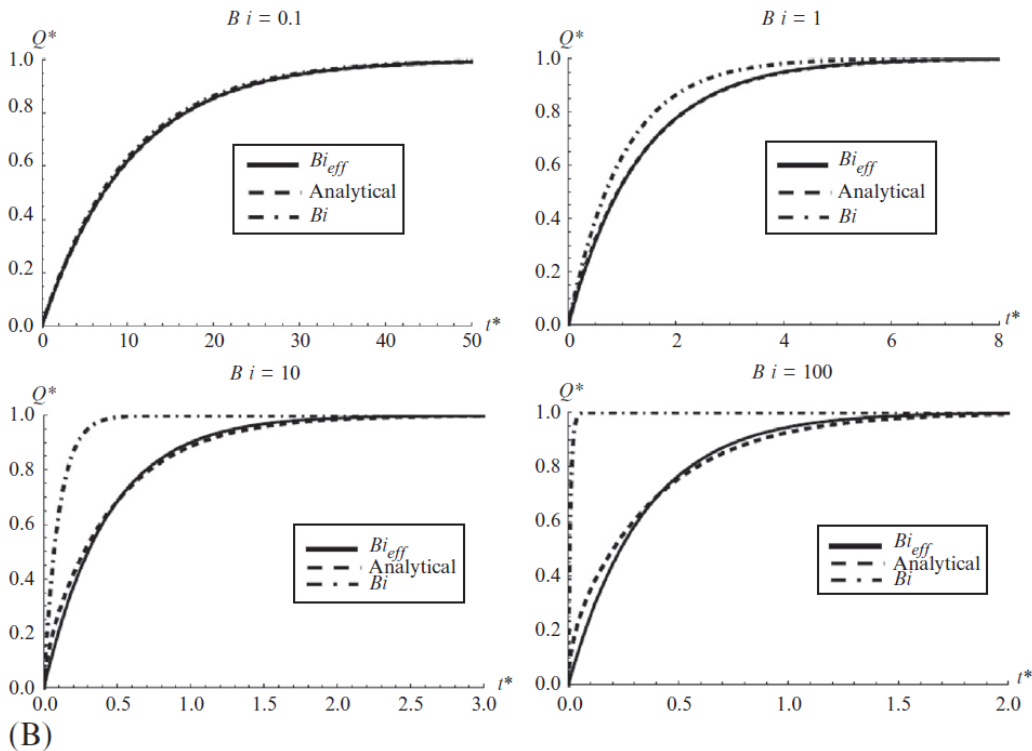 B i = 0.1
Q*
1.0
0.8
0.6
0.4
0.2
0.0
Bi_eff
Analytical
Bi
0 10 20 30 40 50
t*
B i = 1
Q*
1.0
0.8
0.6
0.4
0.2
0.0
Bi_eff
Analytical
Bi
0 2 4 6 8
t*
B i = 10
Q*
1.0
0.8
0.6
0.4
0.2
0.0
Bi_eff
Analytical
Bi
0.0 0.5 1.0 1.5 2.0 2.5 3.0
t*
B i = 100
Q*
1.0
0.8
0.6
0.4
0.2
0.0
Bi_eff
Analytical
Bi
0.0 0.5 1.0 1.5 2.0
t*
(B)